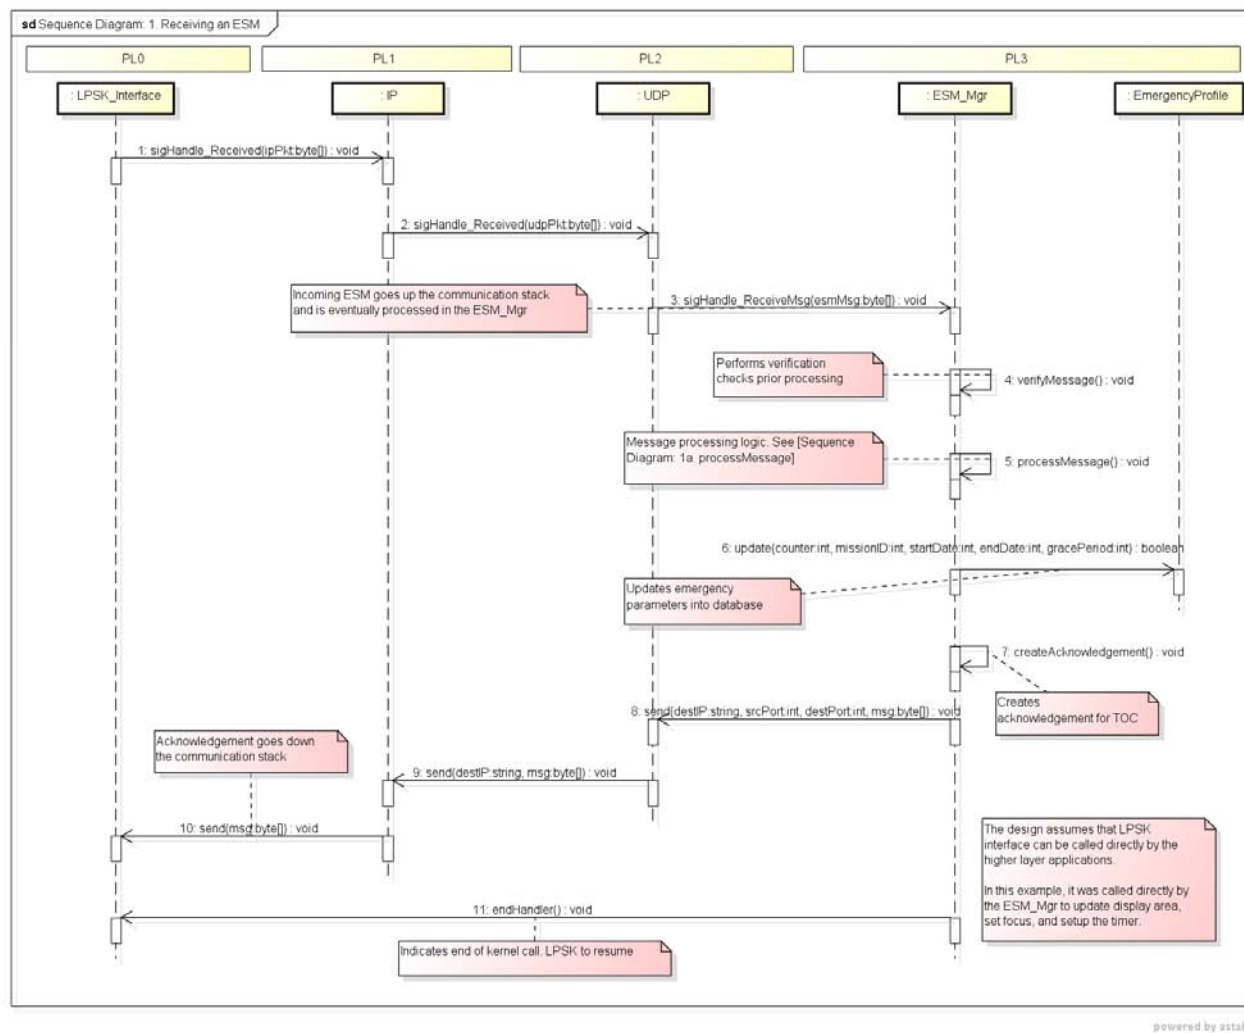 sd Sequence Diagram: 1. Receiving an ESM
PL0
PL1
PL2
PL3
: LPSK_Interface
: IP
: UDP
: ESM_Mgr
: EmergencyProfile
1: sigHandle_Received(ipPkt:byte[]) : void
2: sigHandle_Received(udpPkt:byte[]) : void
Incoming ESM goes up the communication stack
and is eventually processed in the ESM_Mgr
3: sigHandle_ReceiveMsg(esmMsg:byte[]) : void
Performs verification
checks prior processing
4: verifyMessage() : void
Message processing logic. See [Sequence
Diagram: 1a. processMessage]
5: processMessage() : void
6: update(counter:int, missionID:int, startDate:int, endDate:int, gracePeriod:int) : boolean
Updates emergency
parameters into database
7: createAcknowledgement() : void
Creates
acknowledgement for TOC
8: send(destIP:string, srcPort:int, destPort:int, msg:byte[]) : void
Acknowledgement goes down
the communication stack
9: send(destIP:string, msg:byte[]) : void
10: send(msg:byte[]) : void
The design assumes that LPSK
interface can be called directly by the
higher layer applications.
In this example, it was called directly by
the ESM_Mgr to update display area,
set focus, and setup the timer.
11: endHandler() : void
Indicates end of kernel call. LPSK to resume
powered by